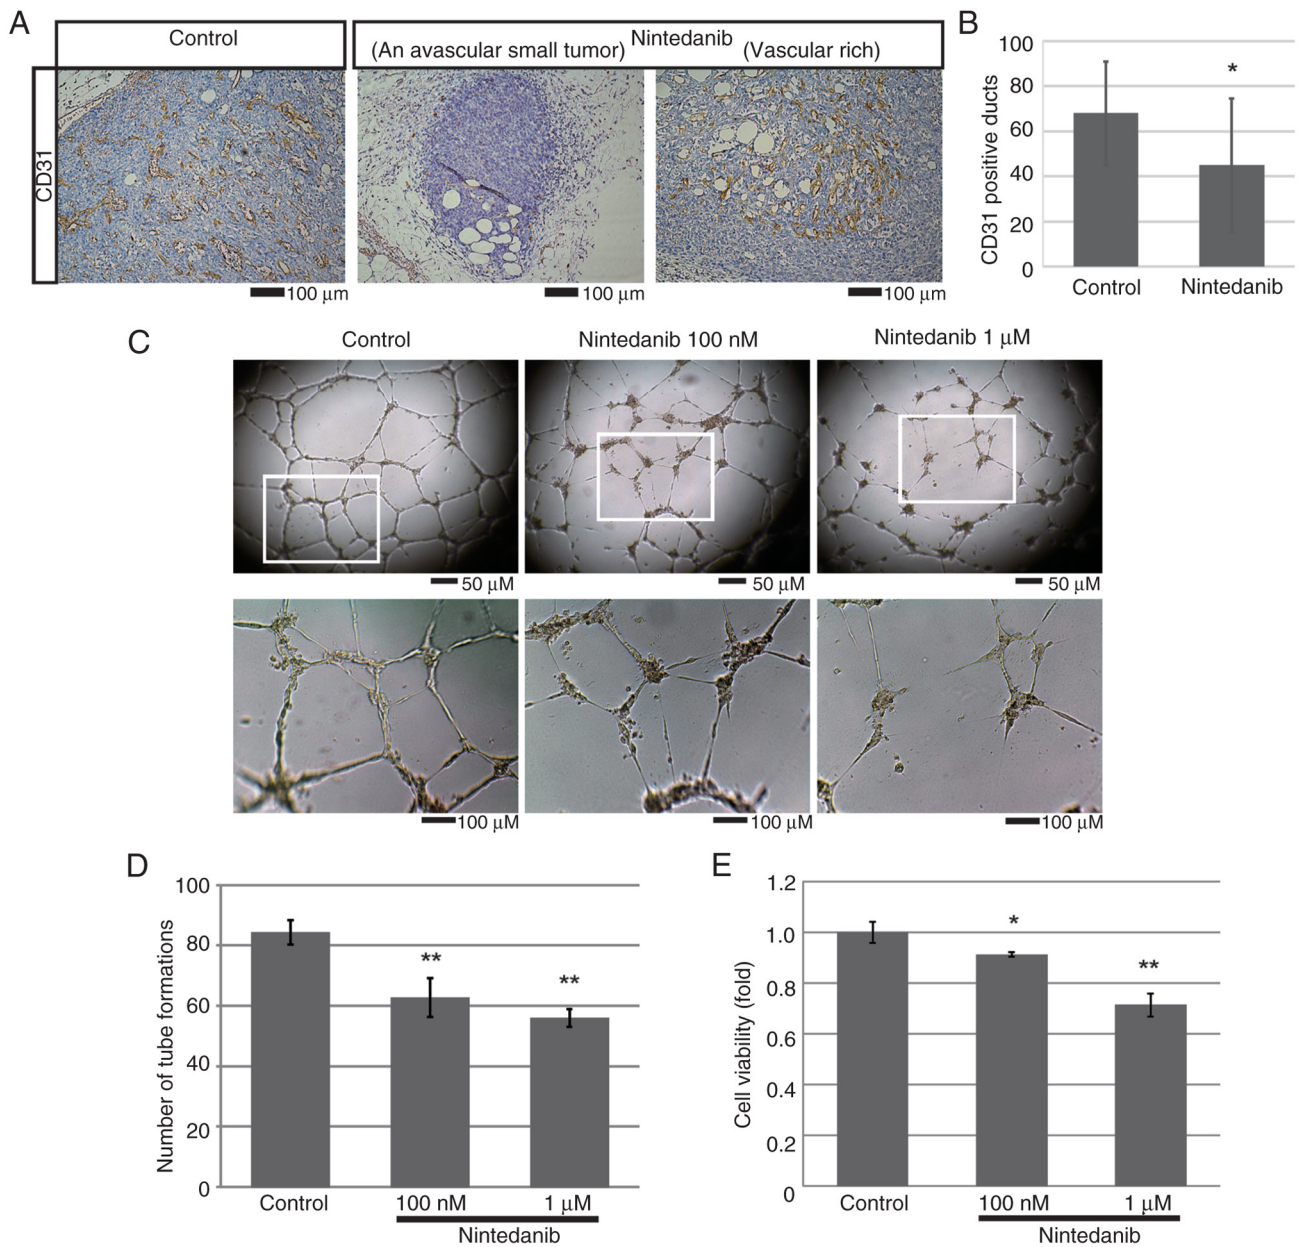 A
Control
Nintedanib
(An avascular small tumor)
(Vascular rich)
CD31
100 μm
100 μm
100 μm
B
CD31 positive ducts
100
80
60
40
20
0
*
Control
Nintedanib
C
Control
Nintedanib 100 nM
Nintedanib 1 μM
50 μM
50 μM
50 μM
100 μM
100 μM
100 μM
D
Number of tube formations
100
80
60
40
20
0
**
**
Control
100 nM
1 μM
Nintedanib
E
Cell viability (fold)
1.2
1.0
0.8
0.6
0.4
0.2
0
*
**
Control
100 nM
1 μM
Nintedanib